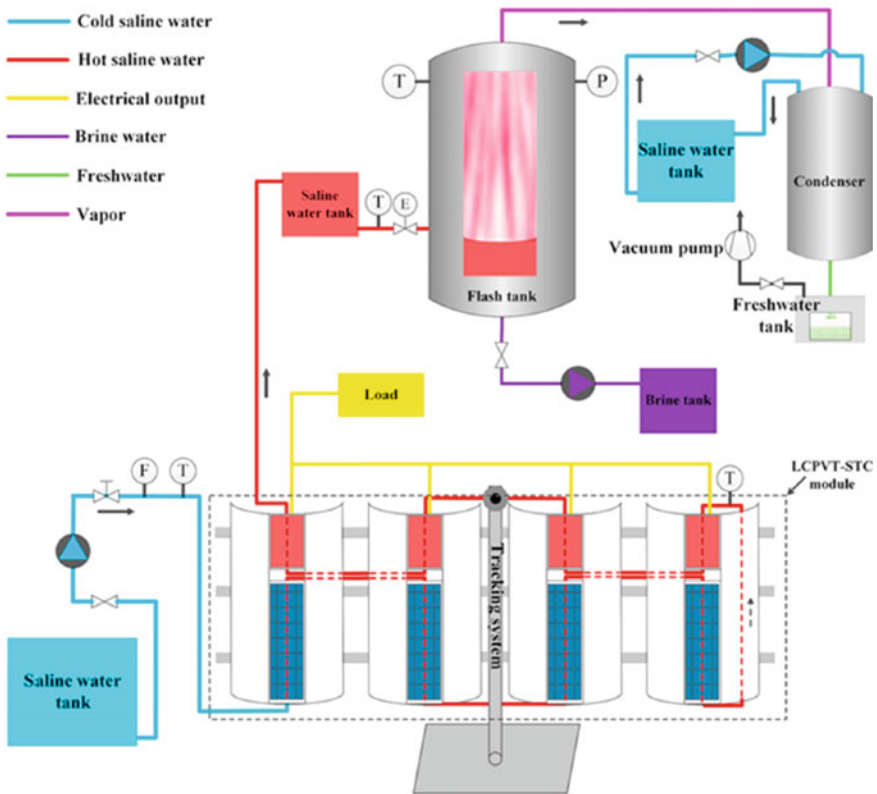 Cold saline water
Hot saline water
Electrical output
Brine water
Freshwater
Vapor
T
P
Saline
water tank
T
E
Flash tank
Saline water
tank
Condenser
Vacuum pump
Freshwater
tank
Load
Brine tank
LCPVT-STC
module
F
T
T
Tracking system
Saline water
tank